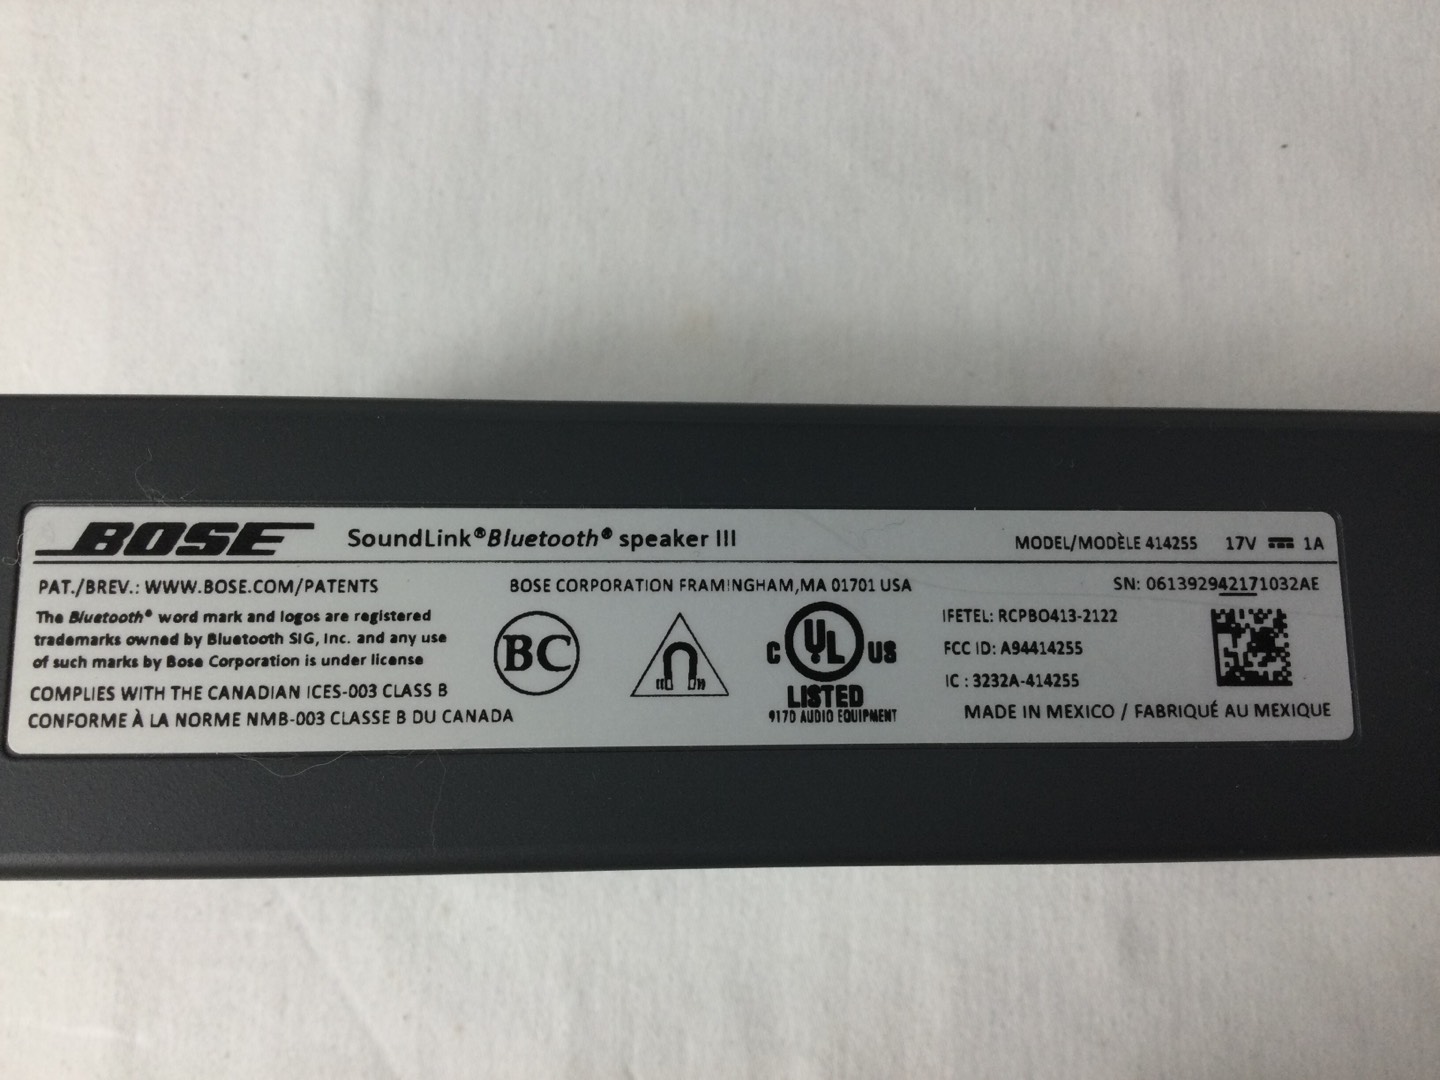 BOSE SoundLink® Bluetooth® speaker III MODEL/MODÈLE 414255 17V ⎓ 1A
PAT./BREV.: WWW.BOSE.COM/PATENTS BOSE CORPORATION FRAMINGHAM,MA 01701 USA SN: 061392942171032AE
The Bluetooth® word mark and logos are registered
trademarks owned by Bluetooth SIG, Inc. and any use
of such marks by Bose Corporation is under license
COMPLIES WITH THE CANADIAN ICES-003 CLASS B
CONFORME À LA NORME NMB-003 CLASSE B DU CANADA
BC
C UL US
LISTED
917D AUDIO EQUIPMENT
IFETEL: RCPBO413-2122
FCC ID: A94414255
IC : 3232A-414255
MADE IN MEXICO / FABRIQUÉ AU MEXIQUE